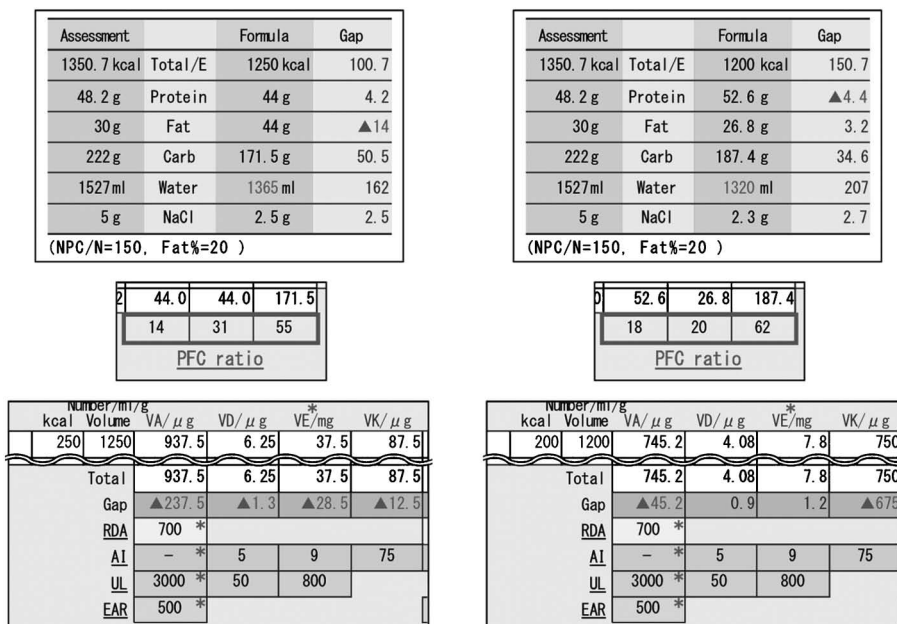 Assessment Formula Gap
1350.7 kcal Total/E 1250 kcal 100.7
48.2 g Protein 44 g 4.2
30 g Fat 44 g ▲14
222 g Carb 171.5 g 50.5
1527 ml Water 1365 ml 162
5 g NaCl 2.5 g 2.5
(NPC/N=150, Fat%=20 )
2 44.0 44.0 171.5
14 31 55
PFC ratio
Number/ml/g *
kcal Volume VA/μg VD/μg VE/mg VK/μg
250 1250 937.5 6.25 37.5 87.5
Total 937.5 6.25 37.5 87.5
Gap ▲237.5 ▲1.3 ▲28.5 ▲12.5
RDA 700 *
AI − * 5 9 75
UL 3000 * 50 800
EAR 500 *
Assessment Formula Gap
1350.7 kcal Total/E 1200 kcal 150.7
48.2 g Protein 52.6 g ▲4.4
30 g Fat 26.8 g 3.2
222 g Carb 187.4 g 34.6
1527 ml Water 1320 ml 207
5 g NaCl 2.3 g 2.7
(NPC/N=150, Fat%=20 )
52.6 26.8 187.4
18 20 62
PFC ratio
Number/ml/g *
kcal Volume VA/μg VD/μg VE/mg VK/μg
200 1200 745.2 4.08 7.8 750
Total 745.2 4.08 7.8 750
Gap ▲45.2 0.9 1.2 ▲675
RDA 700 *
AI − * 5 9 75
UL 3000 * 50 800
EAR 500 *